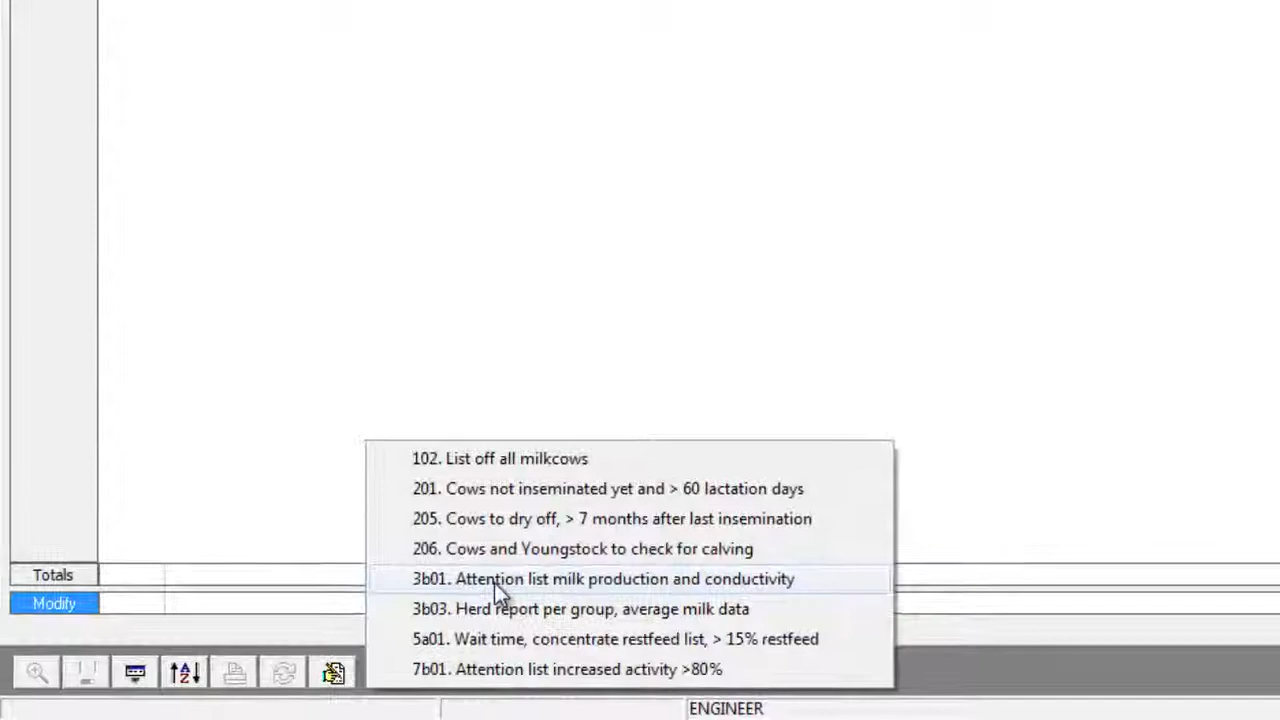 102. List off all milkcows
201. Cows not inseminated yet and > 60 lactation days
205. Cows to dry off, > 7 months after last insemination
206. Cows and Youngstock to check for calving
3b01. Attention list milk production and conductivity
3b03. Herd report per group, average milk data
5a01. Wait time, concentrate restfeed list, > 15% restfeed
7b01. Attention list increased activity >80%
Totals
Modify
ENGINEER